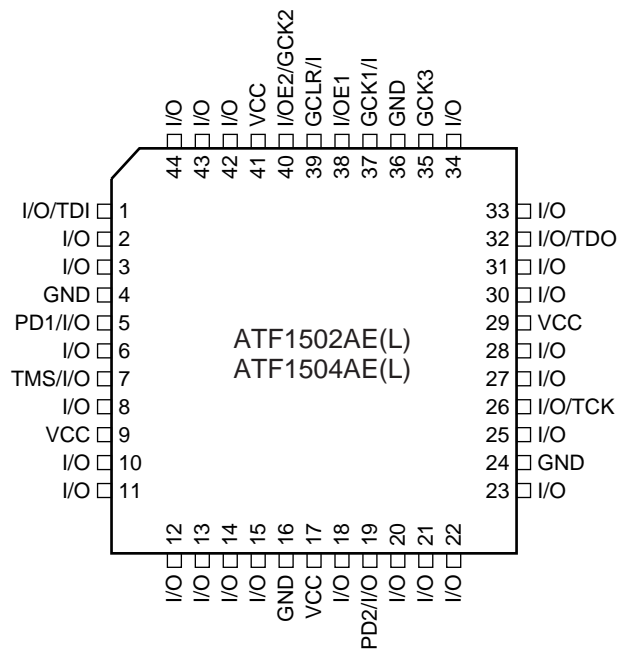 I/O
I/O
I/O
VCC
I/OE2/GCK2
GCLR/I
I/OE1
GCK1/I
GND
GCK3
I/O
44
43
42
41
40
39
38
37
36
35
34
I/O/TDI 1
I/O 2
I/O 3
GND 4
PD1/I/O 5
I/O 6
TMS/I/O 7
I/O 8
VCC 9
I/O 10
I/O 11
33 I/O
32 I/O/TDO
31 I/O
30 I/O
29 VCC
28 I/O
27 I/O
26 I/O/TCK
25 I/O
24 GND
23 I/O
ATF1502AE(L)
ATF1504AE(L)
12
13
14
15
16
17
18
19
20
21
22
I/O
I/O
I/O
I/O
GND
VCC
I/O
PD2/I/O
I/O
I/O
I/O